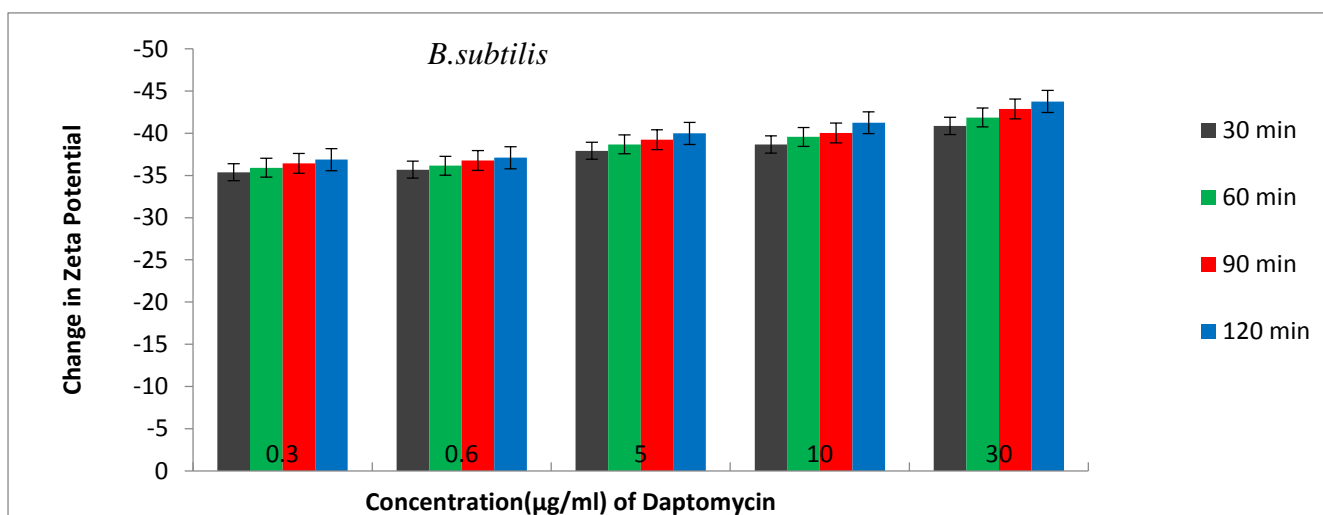 B.subtilis
-50
-45
-40
-35
-30
-25
-20
-15
-10
-5
0
Change in Zeta Potential
0.3 0.6 5 10 30
Concentration(µg/ml) of Daptomycin
30 min
60 min
90 min
120 min